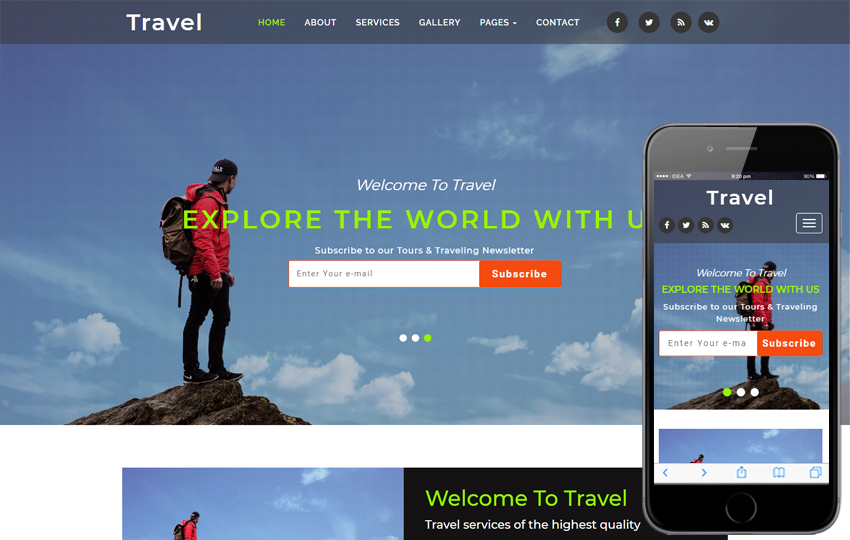 Travel
HOME ABOUT SERVICES GALLERY PAGES CONTACT
Welcome To Travel
EXPLORE THE WORLD WITH U
Subscribe to our Tours & Traveling Newsletter
Enter Your e-mail Subscribe
Welcome To Travel
Travel services of the highest quality
IDEA 9:20 pm 90%
Travel
Welcome To Travel
EXPLORE THE WORLD WITH US
Subscribe to our Tours & Traveling
Newsletter
Enter Your e-ma Subscribe